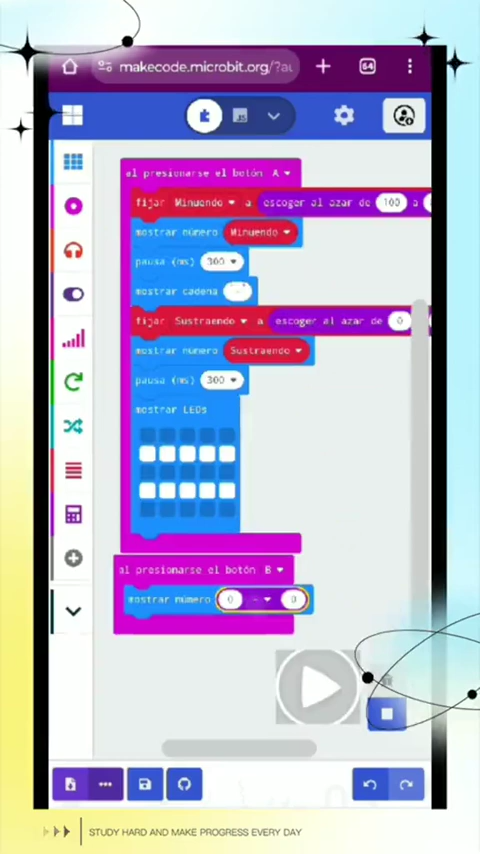 makecode.microbit.org/?au
64
JS
al presionarse el botón A
fijar Minuendo a escoger al azar de 100 a
mostrar número Minuendo
pausa (ms) 300
mostrar cadena "-"
fijar Sustraendo a escoger al azar de 0
mostrar número Sustraendo
pausa (ms) 300
mostrar LEDs
al presionarse el botón B
mostrar número 0 - 0
STUDY HARD AND MAKE PROGRESS EVERY DAY